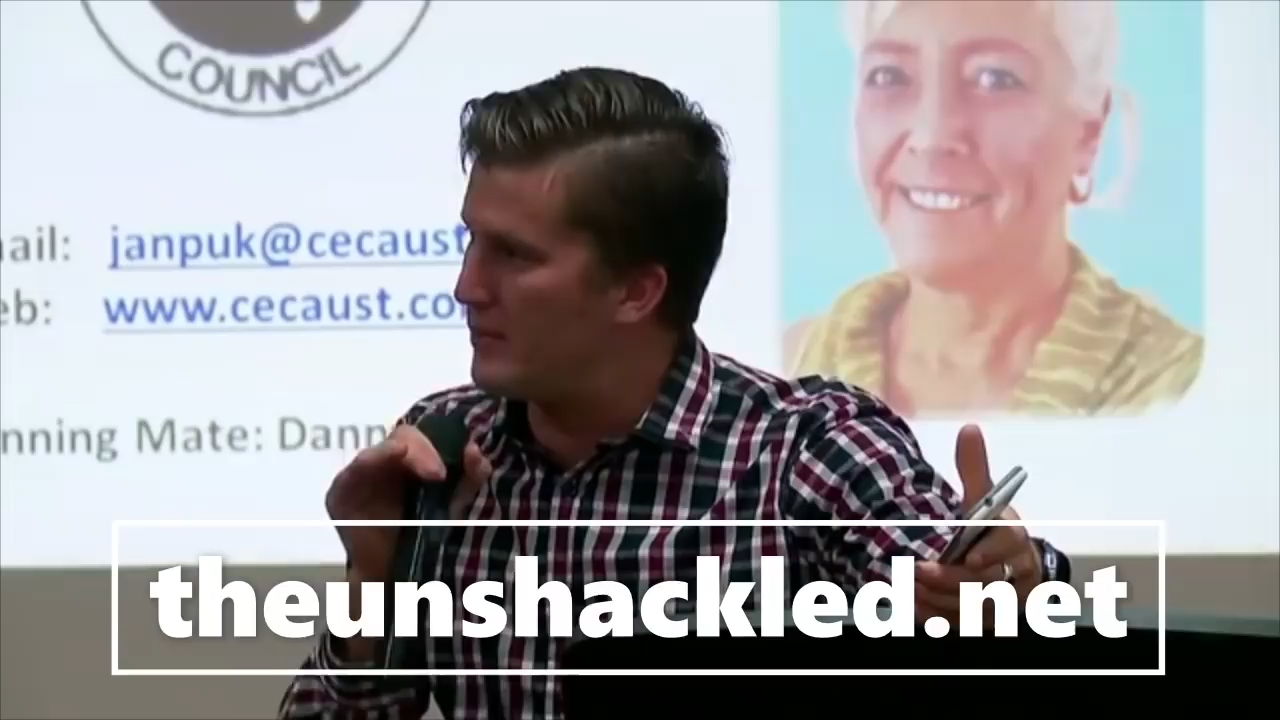 COUNCIL
ail: janpuk@cecaust
eb: www.cecaust.co
nning Mate: Dann
theunshackled.net